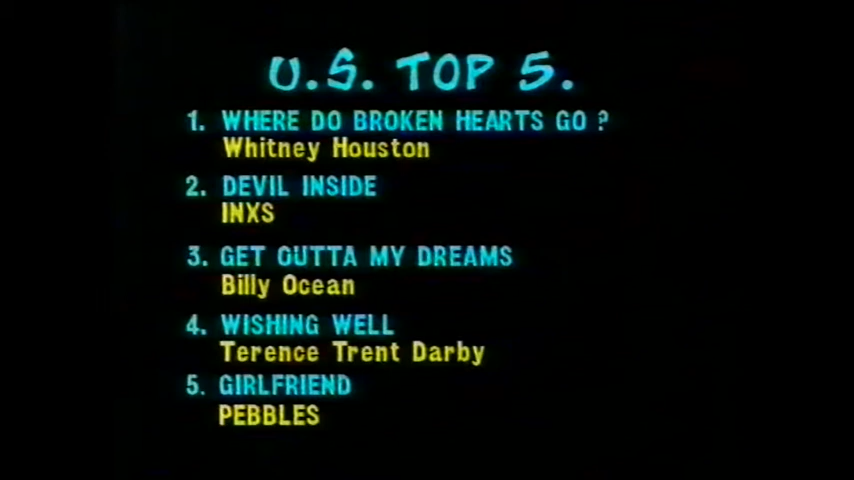 U.S. TOP 5.
1. WHERE DO BROKEN HEARTS GO ?
Whitney Houston
2. DEVIL INSIDE
INXS
3. GET OUTTA MY DREAMS
Billy Ocean
4. WISHING WELL
Terence Trent Darby
5. GIRLFRIEND
PEBBLES